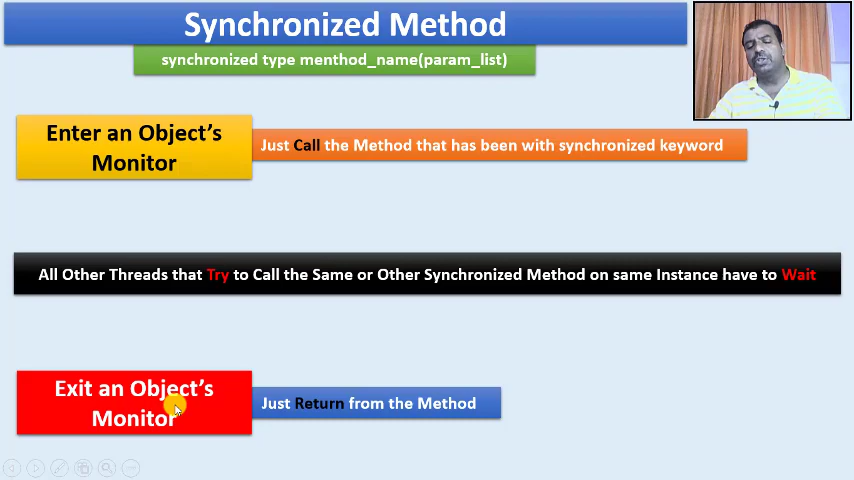 Synchronized Method
synchronized type menthod_name(param_list)
Enter an Object's
Monitor
Just Call the Method that has been with synchronized keyword
All Other Threads that Try to Call the Same or Other Synchronized Method on same Instance have to Wait
Exit an Object's
Monitor
Just Return from the Method